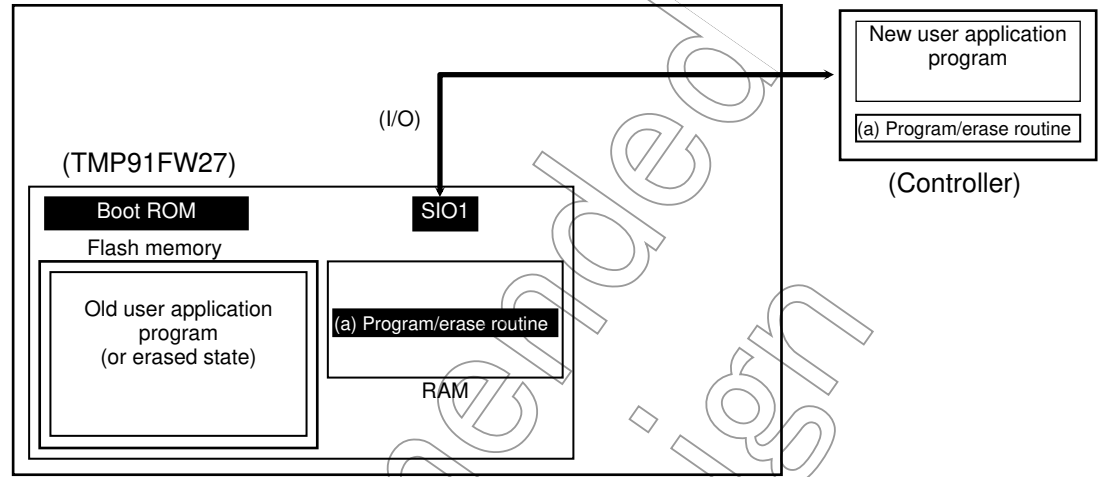 New user application
program
(I/O)
(a) Program/erase routine
(TMP91FW27)
(Controller)
Boot ROM
SIO1
Flash memory
Old user application
program
(or erased state)
(a) Program/erase routine
RAM